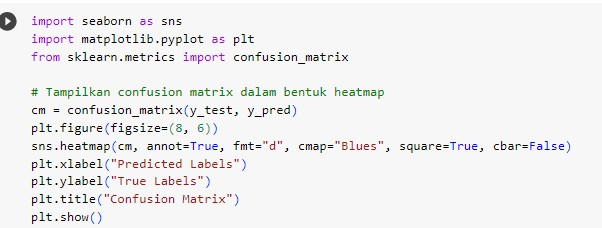 import seaborn as sns
import matplotlib.pyplot as plt
from sklearn.metrics import confusion_matrix
# Tampilkan confusion matrix dalam bentuk heatmap
cm = confusion_matrix(y_test, y_pred)
plt.figure(figsize=(8, 6))
sns.heatmap(cm, annot=True, fmt="d", cmap="Blues", square=True, cbar=False)
plt.xlabel("Predicted Labels")
plt.ylabel("True Labels")
plt.title("Confusion Matrix")
plt.show()